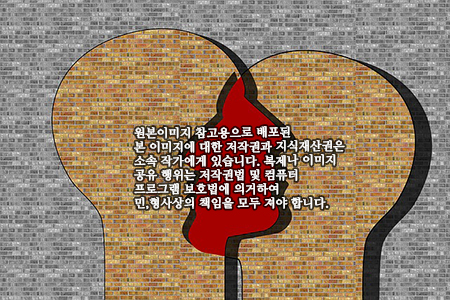 원본이미지 참고용으로 배포된
본 이미지에 대한 저작권과 지식재산권은
소속 작가에게 있습니다. 복제나 이미지
공유 행위는 저작권법 및 컴퓨터
프로그램 보호법에 의거하여
민,형사상의 책임을 모두 져야 합니다.